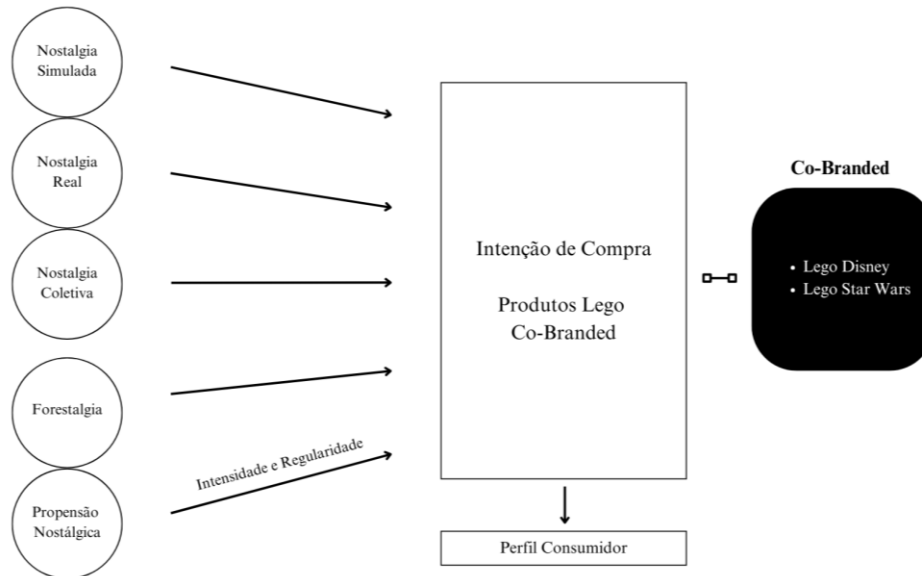 Nostalgia
Simulada
Nostalgia
Real
Nostalgia
Coletiva
Forestalgia
Propensão
Nostálgica
Intensidade e Regularidade
Intenção de Compra
Produtos Lego
Co-Branded
Perfil Consumidor
Co-Branded
• Lego Disney
• Lego Star Wars